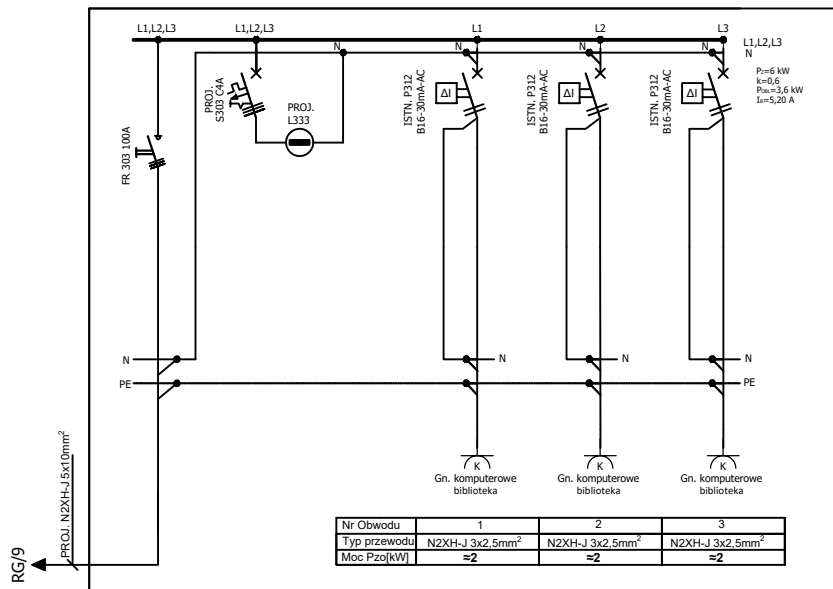 L1,L2,L3
L1,L2,L3
N
N
L1
N
L2
N
L3
L1,L2,L3
N
PZ=6 kW
k=0,6
POBL=3,6 kW
IB=5,20 A
FR 303 100A
PROJ.
S303 C4A
PROJ.
L333
ISTN. P312
B16-30mA-AC
ΔI
ISTN. P312
B16-30mA-AC
ΔI
ISTN. P312
B16-30mA-AC
ΔI
N
N
N
N
PE
PE
K
Gn. komputerowe
biblioteka
K
Gn. komputerowe
biblioteka
K
Gn. komputerowe
biblioteka
PROJ. N2XH-J 5x10mm²
RG/9
Nr Obwodu 1 2 3
Typ przewodu N2XH-J 3x2,5mm² N2XH-J 3x2,5mm² N2XH-J 3x2,5mm²
Moc Pzo[kW] ≈2 ≈2 ≈2